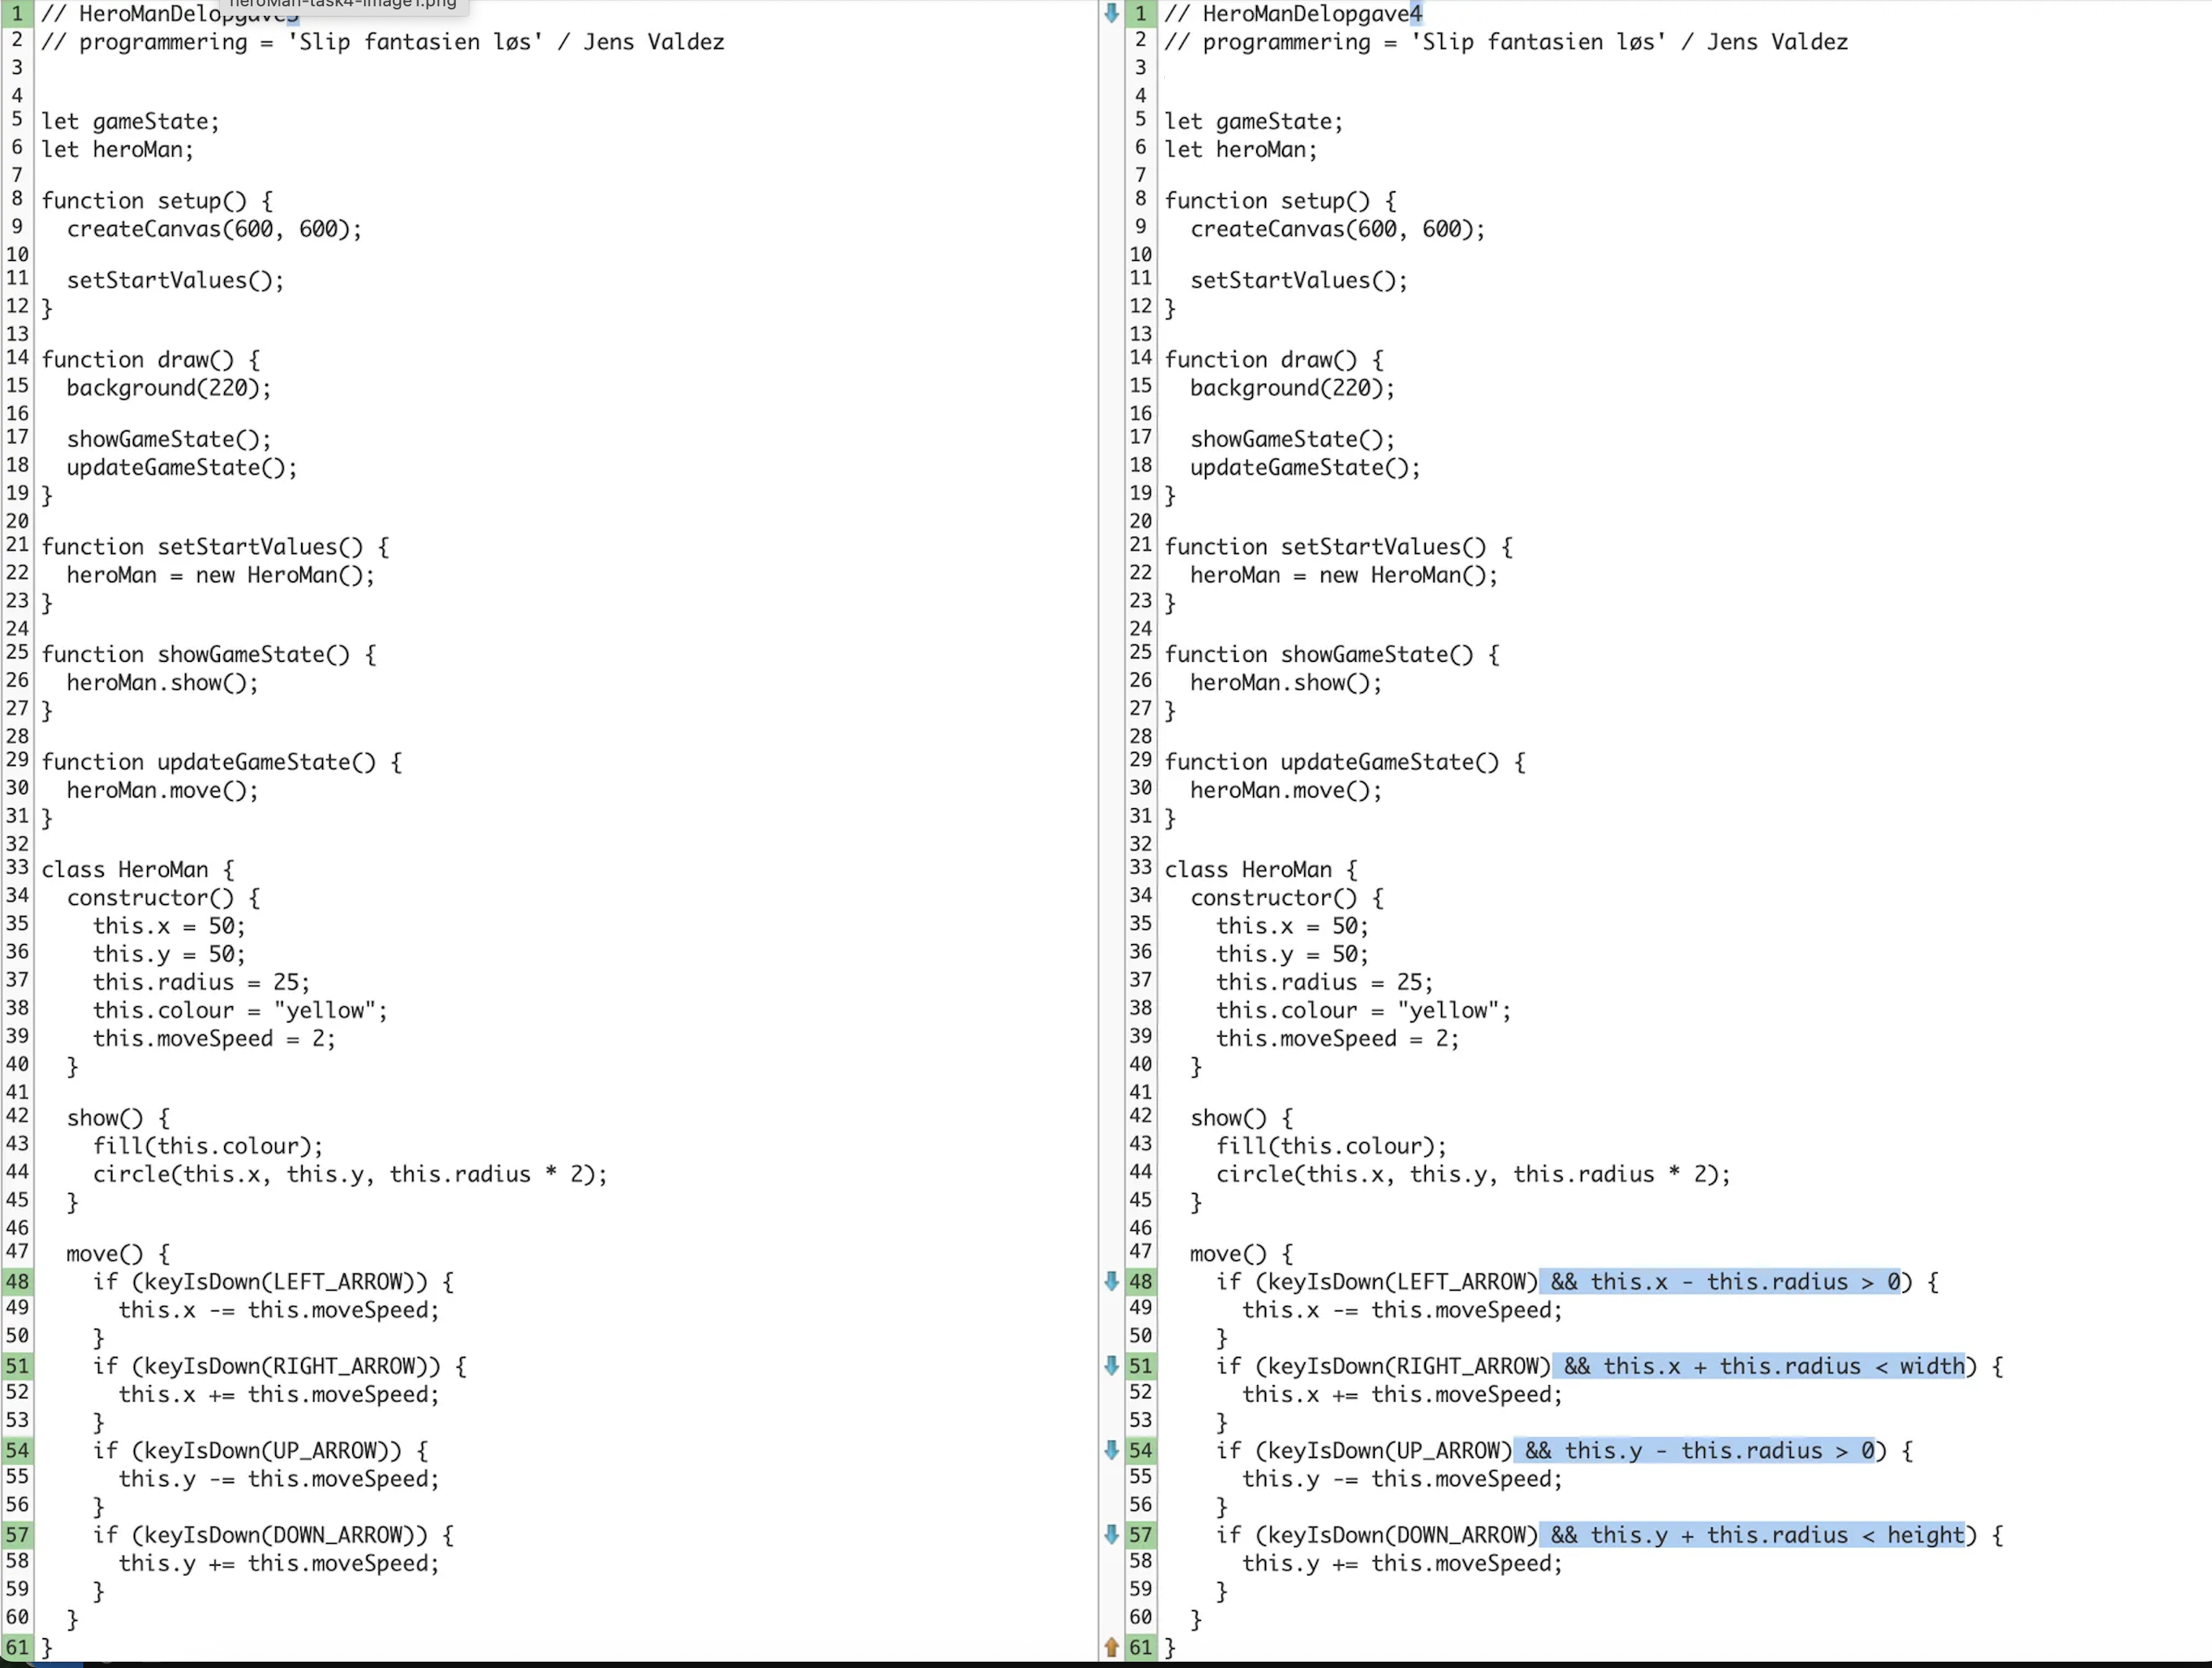 heroMan-task4-image1.png
1 // HeroManDelopgave3
2 // programmering = 'Slip fantasien løs' / Jens Valdez
3
4
5 let gameState;
6 let heroMan;
7
8 function setup() {
9   createCanvas(600, 600);
10
11   setStartValues();
12 }
13
14 function draw() {
15   background(220);
16
17   showGameState();
18   updateGameState();
19 }
20
21 function setStartValues() {
22   heroMan = new HeroMan();
23 }
24
25 function showGameState() {
26   heroMan.show();
27 }
28
29 function updateGameState() {
30   heroMan.move();
31 }
32
33 class HeroMan {
34   constructor() {
35     this.x = 50;
36     this.y = 50;
37     this.radius = 25;
38     this.colour = "yellow";
39     this.moveSpeed = 2;
40   }
41
42   show() {
43     fill(this.colour);
44     circle(this.x, this.y, this.radius * 2);
45   }
46
47   move() {
48     if (keyIsDown(LEFT_ARROW)) {
49       this.x -= this.moveSpeed;
50     }
51     if (keyIsDown(RIGHT_ARROW)) {
52       this.x += this.moveSpeed;
53     }
54     if (keyIsDown(UP_ARROW)) {
55       this.y -= this.moveSpeed;
56     }
57     if (keyIsDown(DOWN_ARROW)) {
58       this.y += this.moveSpeed;
59     }
60   }
61 }
1 // HeroManDelopgave4
2 // programmering = 'Slip fantasien løs' / Jens Valdez
3
4
5 let gameState;
6 let heroMan;
7
8 function setup() {
9   createCanvas(600, 600);
10
11   setStartValues();
12 }
13
14 function draw() {
15   background(220);
16
17   showGameState();
18   updateGameState();
19 }
20
21 function setStartValues() {
22   heroMan = new HeroMan();
23 }
24
25 function showGameState() {
26   heroMan.show();
27 }
28
29 function updateGameState() {
30   heroMan.move();
31 }
32
33 class HeroMan {
34   constructor() {
35     this.x = 50;
36     this.y = 50;
37     this.radius = 25;
38     this.colour = "yellow";
39     this.moveSpeed = 2;
40   }
41
42   show() {
43     fill(this.colour);
44     circle(this.x, this.y, this.radius * 2);
45   }
46
47   move() {
48     if (keyIsDown(LEFT_ARROW) && this.x - this.radius > 0) {
49       this.x -= this.moveSpeed;
50     }
51     if (keyIsDown(RIGHT_ARROW) && this.x + this.radius < width) {
52       this.x += this.moveSpeed;
53     }
54     if (keyIsDown(UP_ARROW) && this.y - this.radius > 0) {
55       this.y -= this.moveSpeed;
56     }
57     if (keyIsDown(DOWN_ARROW) && this.y + this.radius < height) {
58       this.y += this.moveSpeed;
59     }
60   }
61 }